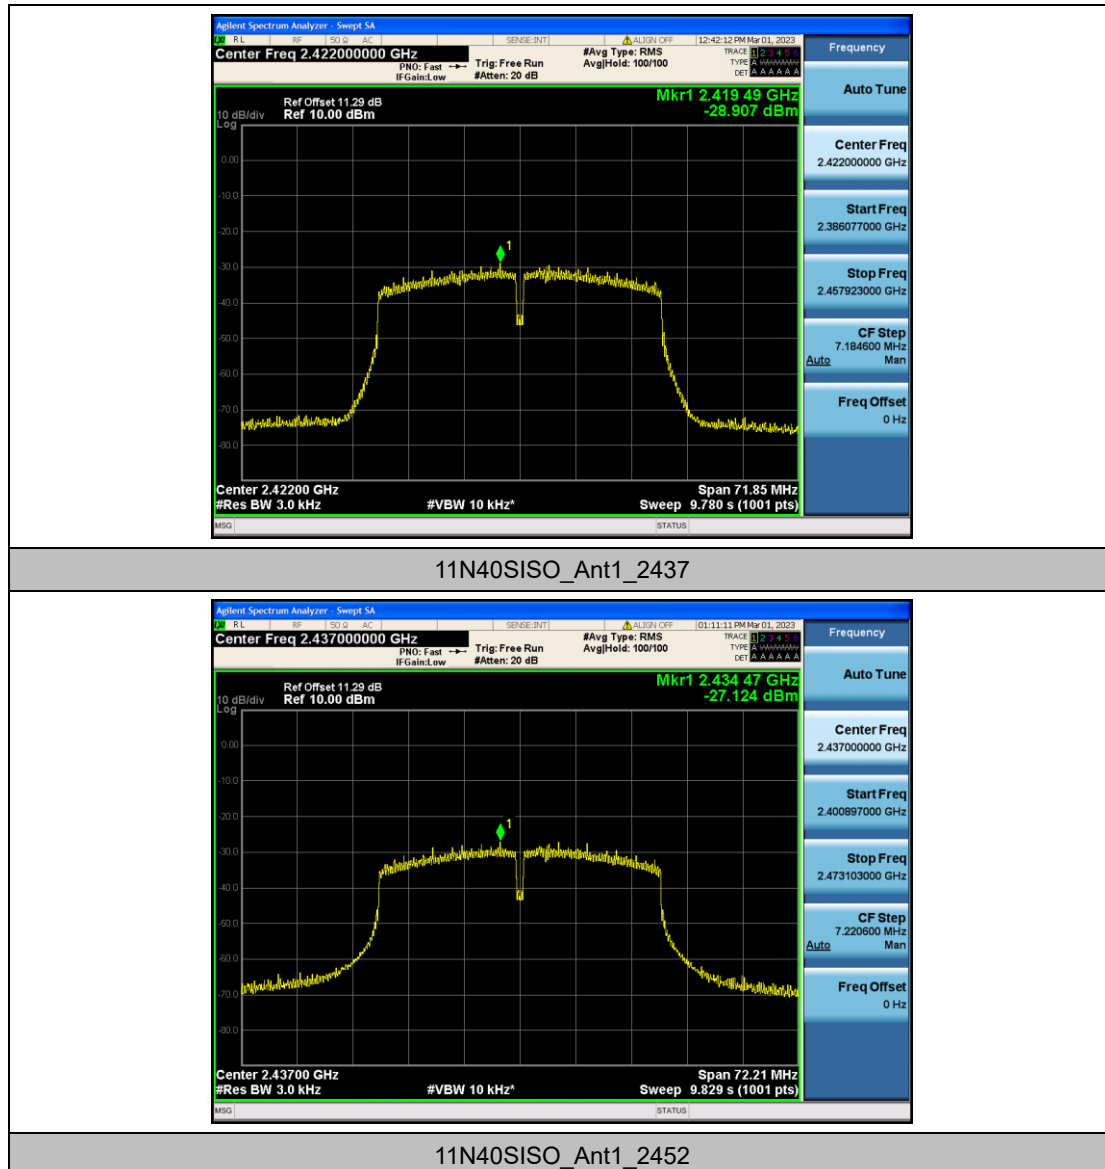 Agilent Spectrum Analyzer - Swept SA
RL RF 50 Ω AC SENSE:INT ALIGN OFF 12:42:12 PM Mar 01, 2023
Center Freq 2.422000000 GHz
PNO: Fast
IFGain:Low
Trig: Free Run
#Atten: 20 dB
#Avg Type: RMS
Avg|Hold: 100/100
TRACE 1 2 3 4 5 6
TYPE A
DET A A A A A A
Frequency
Auto Tune
Center Freq
2.422000000 GHz
Start Freq
2.386077000 GHz
Stop Freq
2.457923000 GHz
CF Step
7.184600 MHz
Auto Man
Freq Offset
0 Hz
Mkr1 2.419 49 GHz
-28.907 dBm
Ref Offset 11.29 dB
10 dB/div Ref 10.00 dBm
Log
0.00
-10.0
-20.0
-30.0
-40.0
-50.0
-60.0
-70.0
-80.0
1
Center 2.42200 GHz Span 71.85 MHz
#Res BW 3.0 kHz #VBW 10 kHz* Sweep 9.780 s (1001 pts)
MSG STATUS
11N40SISO_Ant1_2437
Agilent Spectrum Analyzer - Swept SA
RL RF 50 Ω AC SENSE:INT ALIGN OFF 01:11:11 PM Mar 01, 2023
Center Freq 2.437000000 GHz
PNO: Fast
IFGain:Low
Trig: Free Run
#Atten: 20 dB
#Avg Type: RMS
Avg|Hold: 100/100
TRACE 1 2 3 4 5 6
TYPE A
DET A A A A A A
Frequency
Auto Tune
Center Freq
2.437000000 GHz
Start Freq
2.400897000 GHz
Stop Freq
2.473103000 GHz
CF Step
7.220600 MHz
Auto Man
Freq Offset
0 Hz
Mkr1 2.434 47 GHz
-27.124 dBm
Ref Offset 11.29 dB
10 dB/div Ref 10.00 dBm
Log
0.00
-10.0
-20.0
-30.0
-40.0
-50.0
-60.0
-70.0
-80.0
1
Center 2.43700 GHz Span 72.21 MHz
#Res BW 3.0 kHz #VBW 10 kHz* Sweep 9.829 s (1001 pts)
MSG STATUS
11N40SISO_Ant1_2452